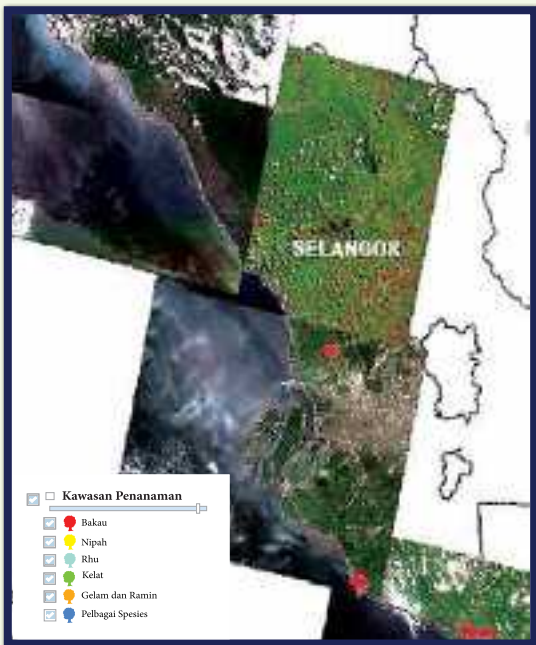 SELANGOR
Kawasan Penanaman
Bakau
Nipah
Rhu
Kelat
Gelam dan Ramin
Pelbagai Spesies